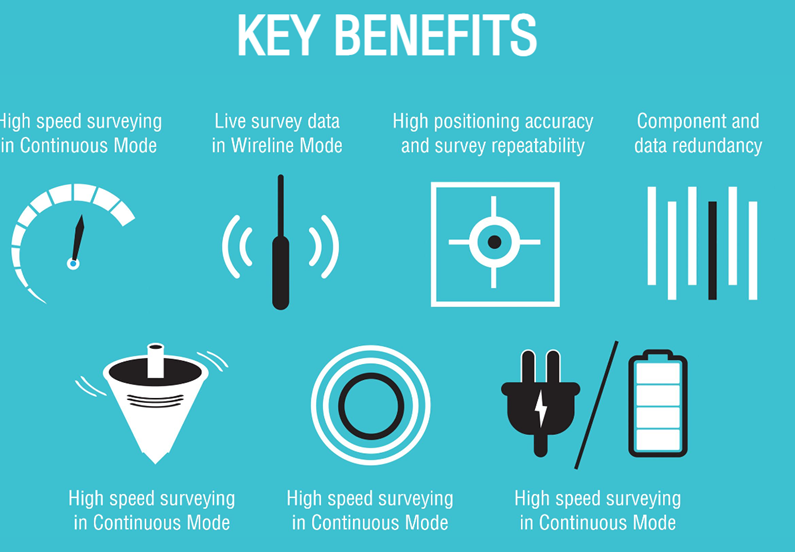 KEY BENEFITS
High speed surveying
in Continuous Mode
Live survey data
in Wireline Mode
High positioning accuracy
and survey repeatability
Component and
data redundancy
High speed surveying
in Continuous Mode
High speed surveying
in Continuous Mode
High speed surveying
in Continuous Mode